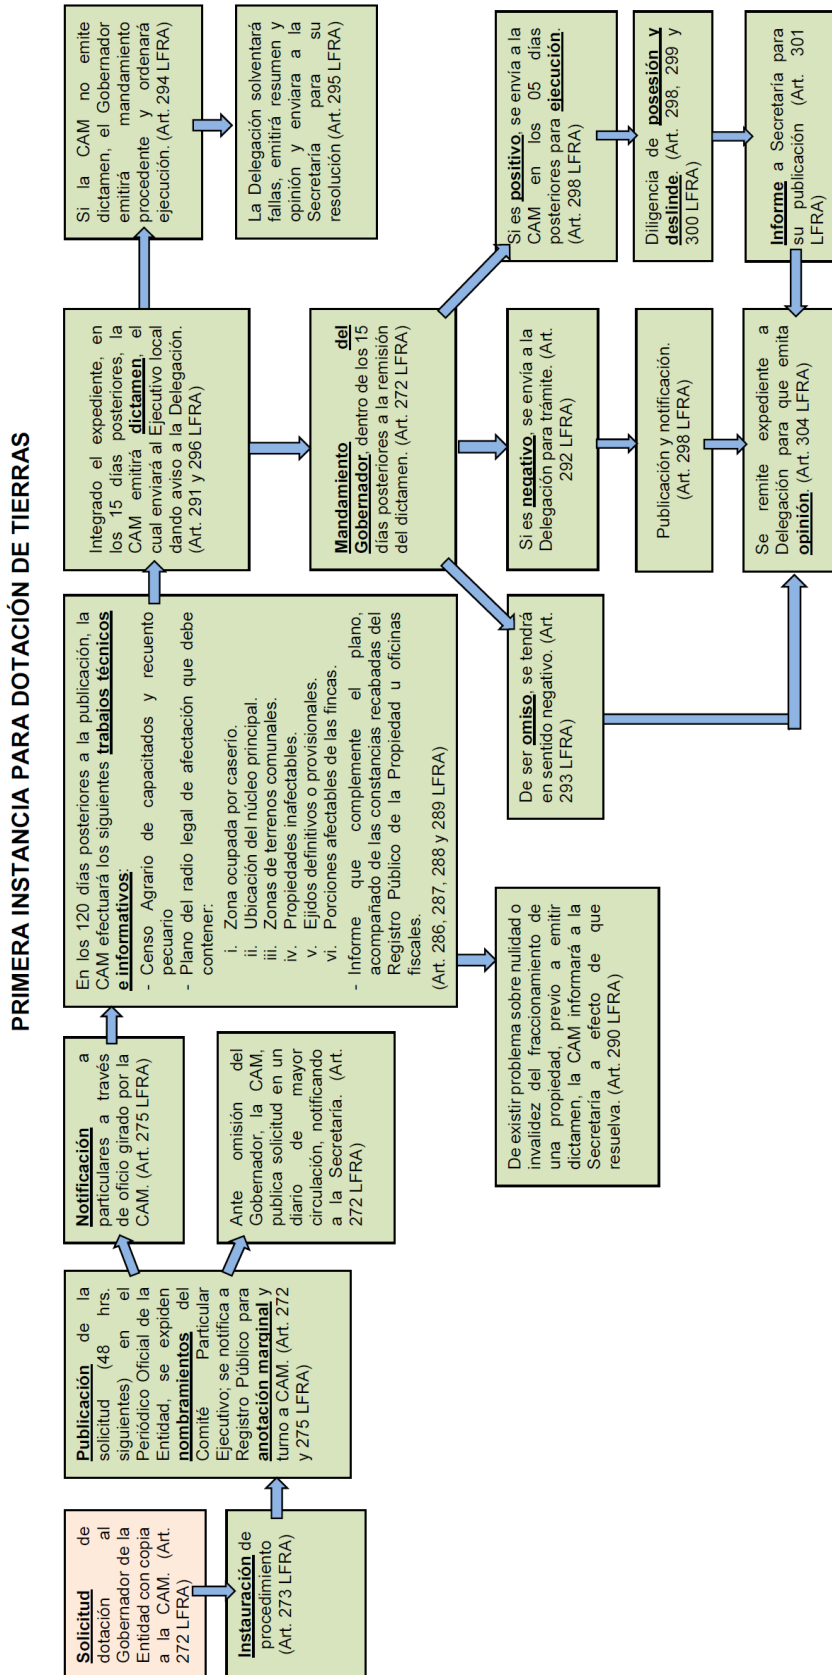 PRIMERA INSTANCIA PARA DOTACIÓN DE TIERRAS
Solicitud de
dotación al
Gobernador de la
Entidad con copia
a la CAM. (Art.
272 LFRA)
Instauración de
procedimiento
(Art. 273 LFRA)
Publicación de la
solicitud (48 hrs.
siguientes) en el
Periódico Oficial de la
Entidad, se expiden
nombramientos del
Comité Particular
Ejecutivo; se notifica a
Registro Público para
anotación marginal y
turno a CAM. (Art. 272
y 275 LFRA)
Notificación a
particulares a través
de oficio girado por la
CAM. (Art. 275 LFRA)
Ante omisión del
Gobernador, la CAM,
publica solicitud en un
diario de mayor
circulación, notificando
a la Secretaría. (Art.
272 LFRA)
En los 120 días posteriores a la publicación, la
CAM efectuará los siguientes trabajos técnicos
e informativos:
- Censo Agrario de capacitados y recuento
pecuario
- Plano del radio legal de afectación que debe
contener:
i. Zona ocupada por caserío.
ii. Ubicación del núcleo principal.
iii. Zonas de terrenos comunales.
iv. Propiedades inafectables.
v. Ejidos definitivos o provisionales.
vi. Porciones afectables de las fincas.
- Informe que complemente el plano,
acompañado de las constancias recabadas del
Registro Público de la Propiedad u oficinas
fiscales.
(Art. 286, 287, 288 y 289 LFRA)
De existir problema sobre nulidad o
invalidez del fraccionamiento de
una propiedad, previo a emitir
dictamen, la CAM informará a la
Secretaría a efecto de que
resuelva. (Art. 290 LFRA)
Integrado el expediente, en
los 15 días posteriores, la
CAM emitirá dictamen, el
cual enviará al Ejecutivo local
dando aviso a la Delegación.
(Art. 291 y 296 LFRA)
Si la CAM no emite
dictamen, el Gobernador
emitirá mandamiento
procedente y ordenará
ejecución. (Art. 294 LFRA)
La Delegación solventará
fallas, emitirá resumen y
opinión y enviara a la
Secretaría para su
resolución (Art. 295 LFRA)
Mandamiento del
Gobernador, dentro de los 15
días posteriores a la remisión
del dictamen. (Art. 272 LFRA)
De ser omiso, se tendrá
en sentido negativo. (Art.
293 LFRA)
Si es negativo, se envía a la
Delegación para trámite. (Art.
292 LFRA)
Publicación y notificación.
(Art. 298 LFRA)
Si es positivo, se envía a la
CAM en los 05 días
posteriores para ejecución.
(Art. 298 LFRA)
Diligencia de posesión y
deslinde. (Art. 298, 299 y
300 LFRA)
Informe a Secretaría para
su publicación (Art. 301
LFRA)
Se remite expediente a
Delegación para que emita
opinión. (Art. 304 LFRA)